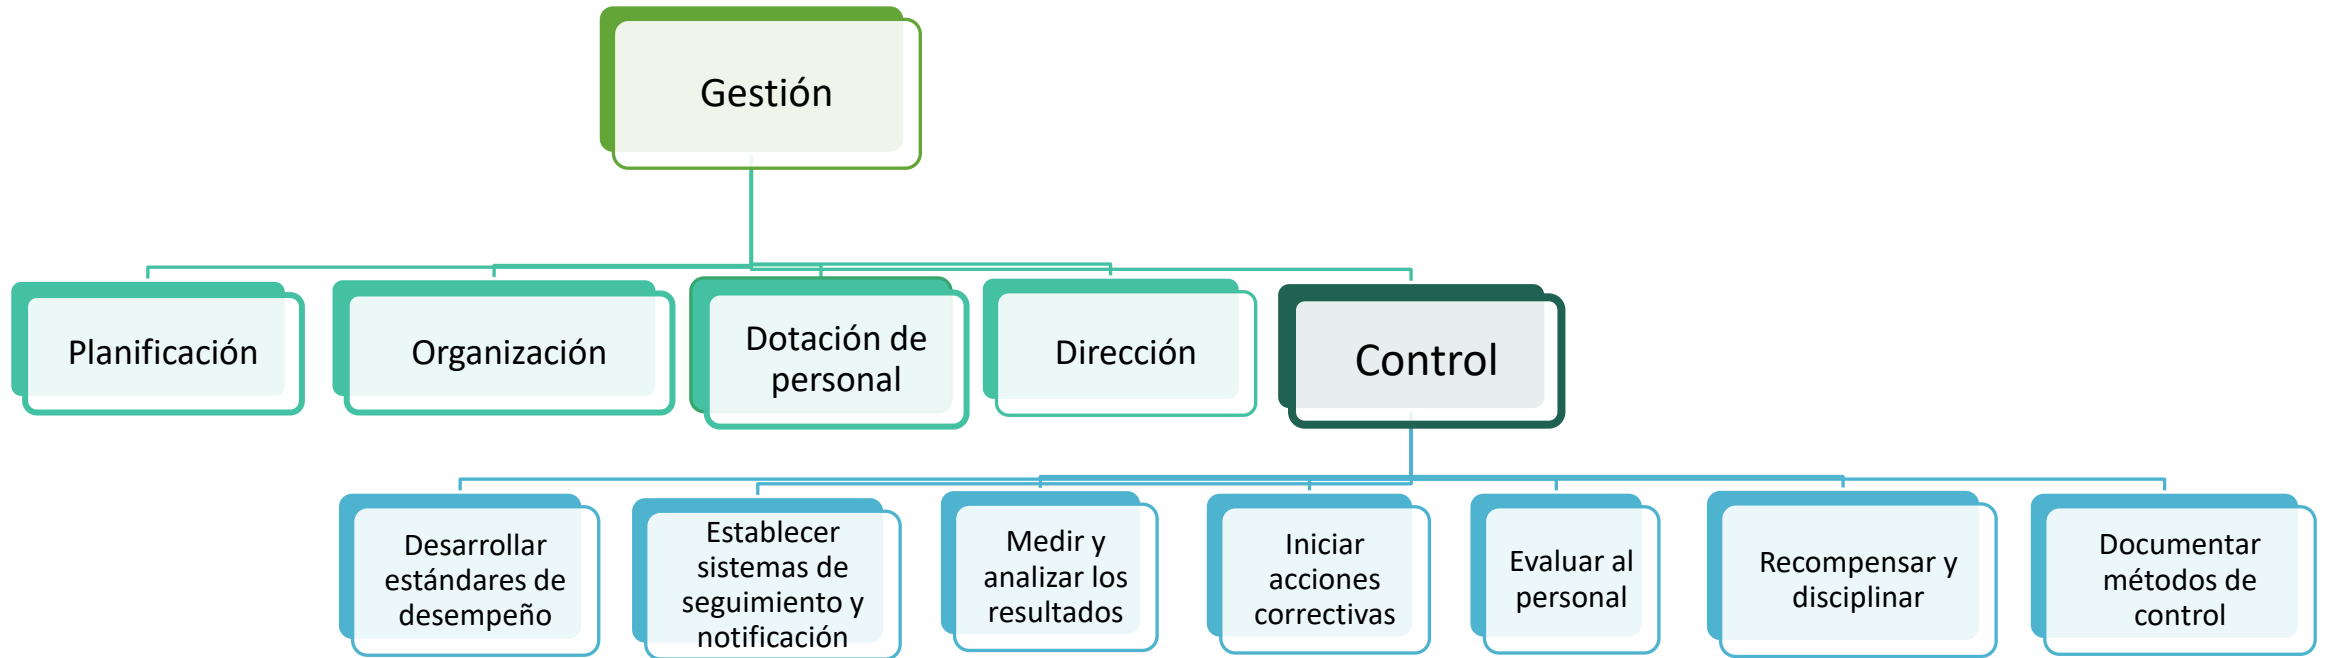 Gestión
Planificación
Organización
Dotación de
personal
Dirección
Control
Desarrollar
estándares de
desempeño
Establecer
sistemas de
seguimiento y
notificación
Medir y
analizar los
resultados
Iniciar
acciones
correctivas
Evaluar al
personal
Recompensar y
disciplinar
Documentar
métodos de
control